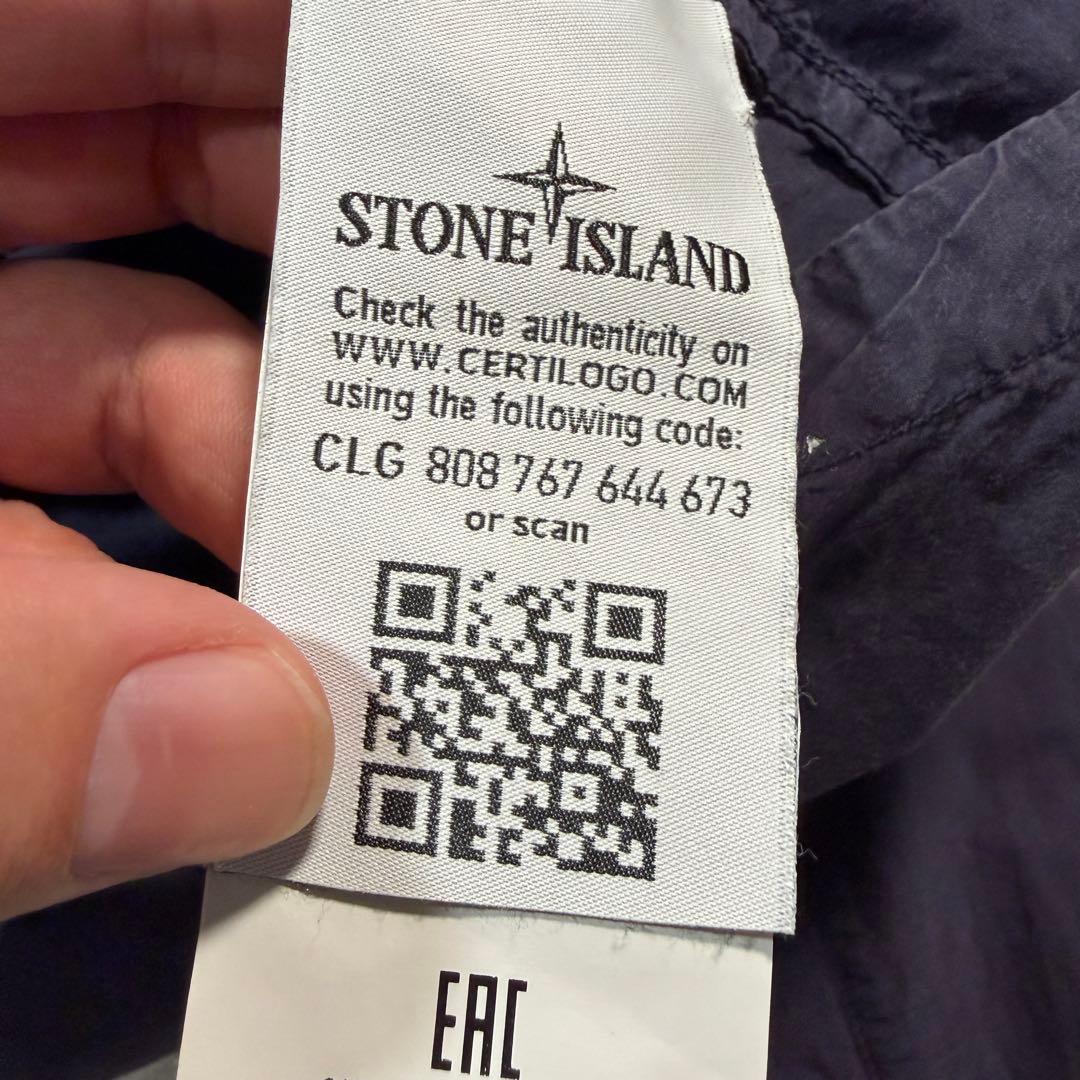 STONE ISLAND
Check the authenticity on
WWW.CERTILOGO.COM
using the following code:
CLG 808 767 644 673
or scan
EAC